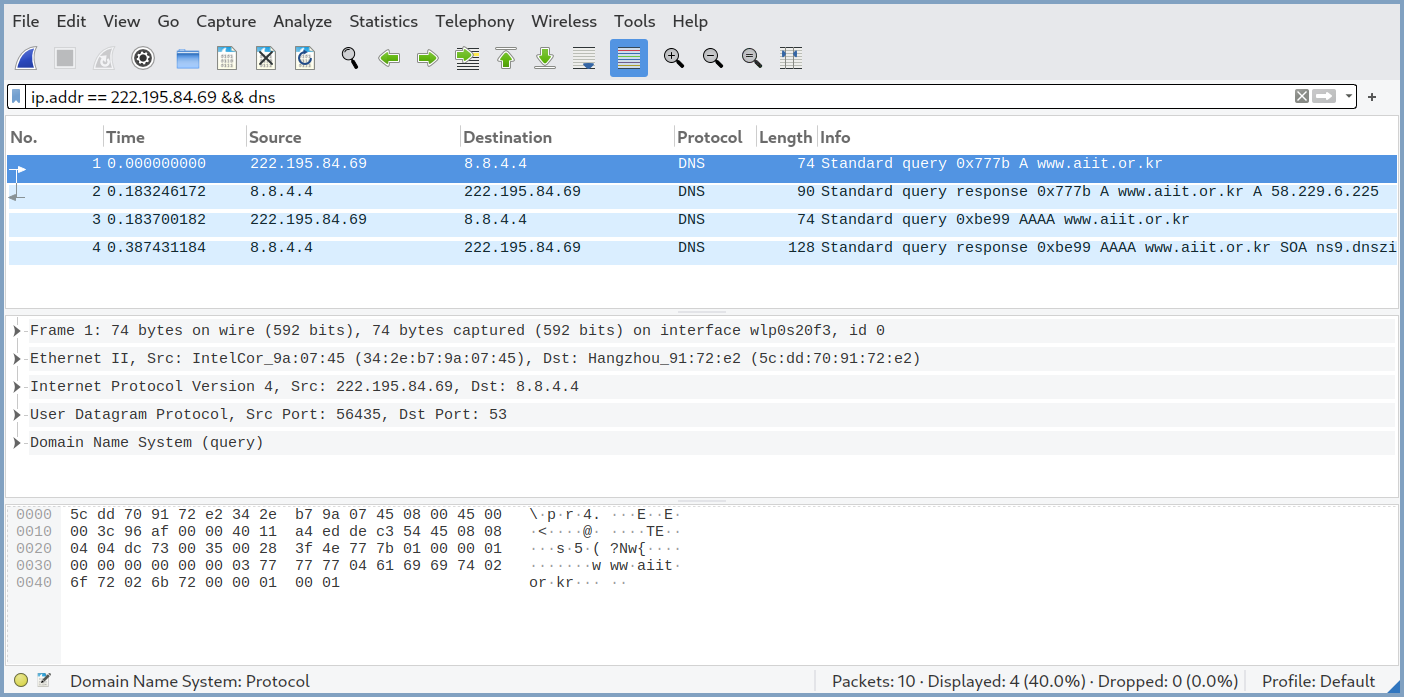 File Edit View Go Capture Analyze Statistics Telephony Wireless Tools Help
ip.addr == 222.195.84.69 && dns
No. Time Source Destination Protocol Length Info
1 0.000000000 222.195.84.69 8.8.4.4 DNS 74 Standard query 0x777b A www.aiit.or.kr
2 0.183246172 8.8.4.4 222.195.84.69 DNS 90 Standard query response 0x777b A www.aiit.or.kr A 58.229.6.225
3 0.183700182 222.195.84.69 8.8.4.4 DNS 74 Standard query 0xbe99 AAAA www.aiit.or.kr
4 0.387431184 8.8.4.4 222.195.84.69 DNS 128 Standard query response 0xbe99 AAAA www.aiit.or.kr SOA ns9.dnszi
Frame 1: 74 bytes on wire (592 bits), 74 bytes captured (592 bits) on interface wlp0s20f3, id 0
Ethernet II, Src: IntelCor_9a:07:45 (34:2e:b7:9a:07:45), Dst: Hangzhou_91:72:e2 (5c:dd:70:91:72:e2)
Internet Protocol Version 4, Src: 222.195.84.69, Dst: 8.8.4.4
User Datagram Protocol, Src Port: 56435, Dst Port: 53
Domain Name System (query)
0000 5c dd 70 91 72 e2 34 2e b7 9a 07 45 08 00 45 00 \·p·r·4. ···E··E·
0010 00 3c 96 af 00 00 40 11 a4 ed de c3 54 45 08 08 ·<····@· ····TE··
0020 04 04 dc 73 00 35 00 28 3f 4e 77 7b 01 00 00 01 ···s·5·( ?Nw{····
0030 00 00 00 00 00 00 03 77 77 77 04 61 69 69 74 02 ·······w ww·aiit·
0040 6f 72 02 6b 72 00 00 01 00 01 or·kr··· ··
Domain Name System: Protocol Packets: 10 · Displayed: 4 (40.0%) · Dropped: 0 (0.0%) Profile: Default